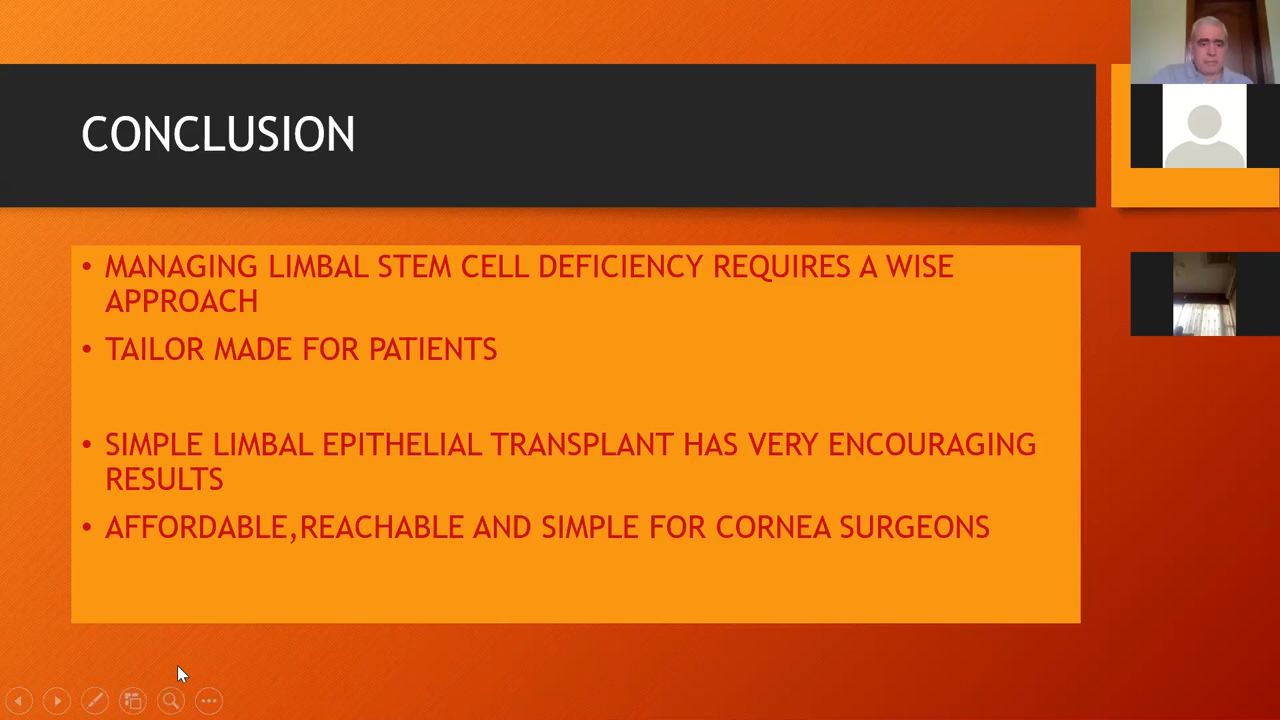 CONCLUSION
• MANAGING LIMBAL STEM CELL DEFICIENCY REQUIRES A WISE
APPROACH
• TAILOR MADE FOR PATIENTS
• SIMPLE LIMBAL EPITHELIAL TRANSPLANT HAS VERY ENCOURAGING
RESULTS
• AFFORDABLE,REACHABLE AND SIMPLE FOR CORNEA SURGEONS